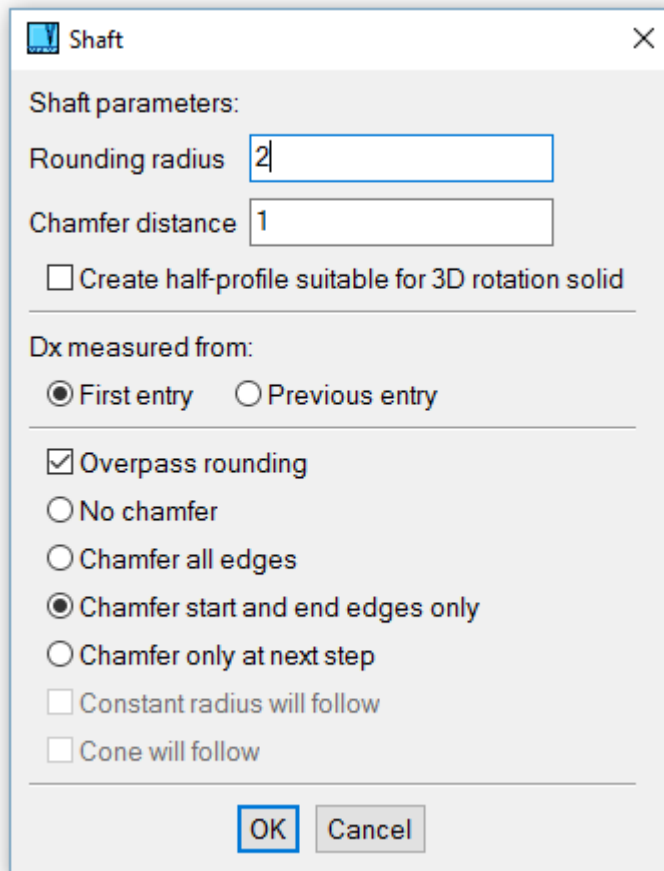 Shaft
Shaft parameters:
Rounding radius 2
Chamfer distance 1
Create half-profile suitable for 3D rotation solid
Dx measured from:
First entry Previous entry
Overpass rounding
No chamfer
Chamfer all edges
Chamfer start and end edges only
Chamfer only at next step
Constant radius will follow
Cone will follow
OK Cancel